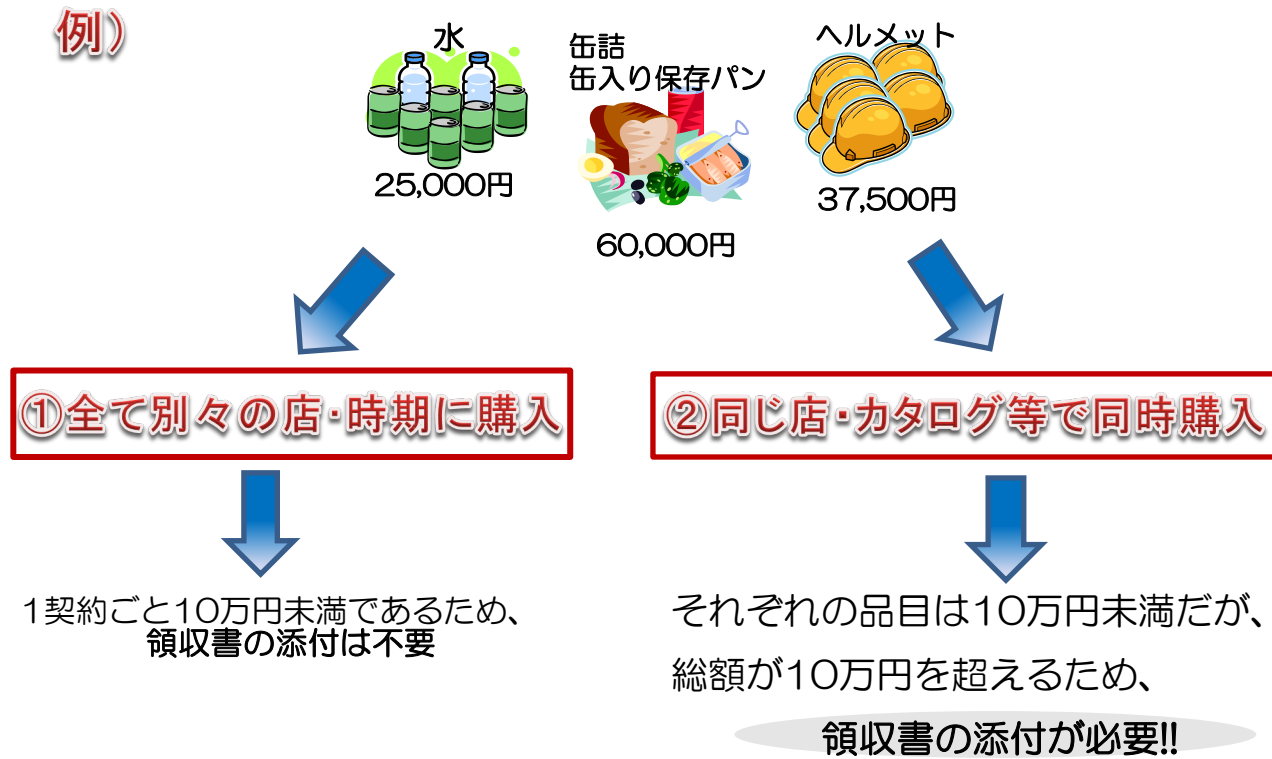 例)
水
25,000円
缶詰
缶入り保存パン
60,000円
ヘルメット
37,500円
①全て別々の店・時期に購入
1契約ごと10万円未満であるため、
領収書の添付は不要
②同じ店・カタログ等で同時購入
それぞれの品目は10万円未満だが、
総額が10万円を超えるため、
領収書の添付が必要!!